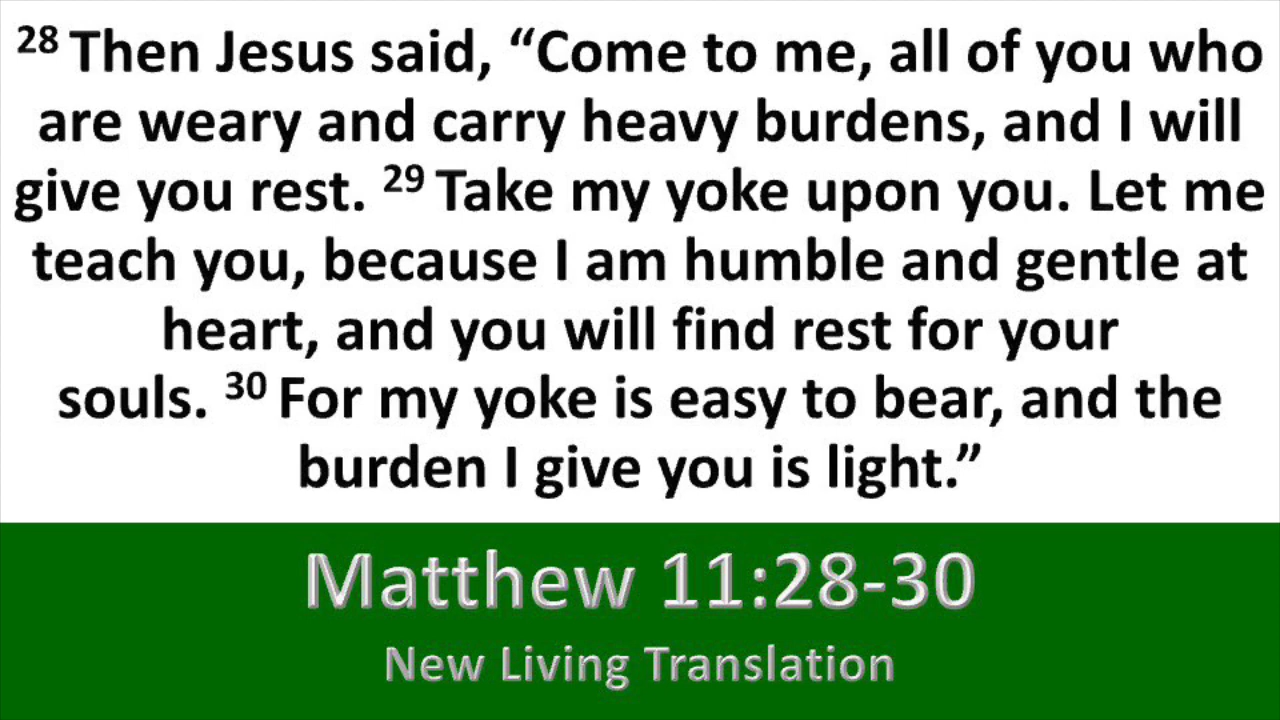 28 Then Jesus said, “Come to me, all of you who
are weary and carry heavy burdens, and I will
give you rest. 29 Take my yoke upon you. Let me
teach you, because I am humble and gentle at
heart, and you will find rest for your
souls. 30 For my yoke is easy to bear, and the
burden I give you is light.”
Matthew 11:28-30
New Living Translation